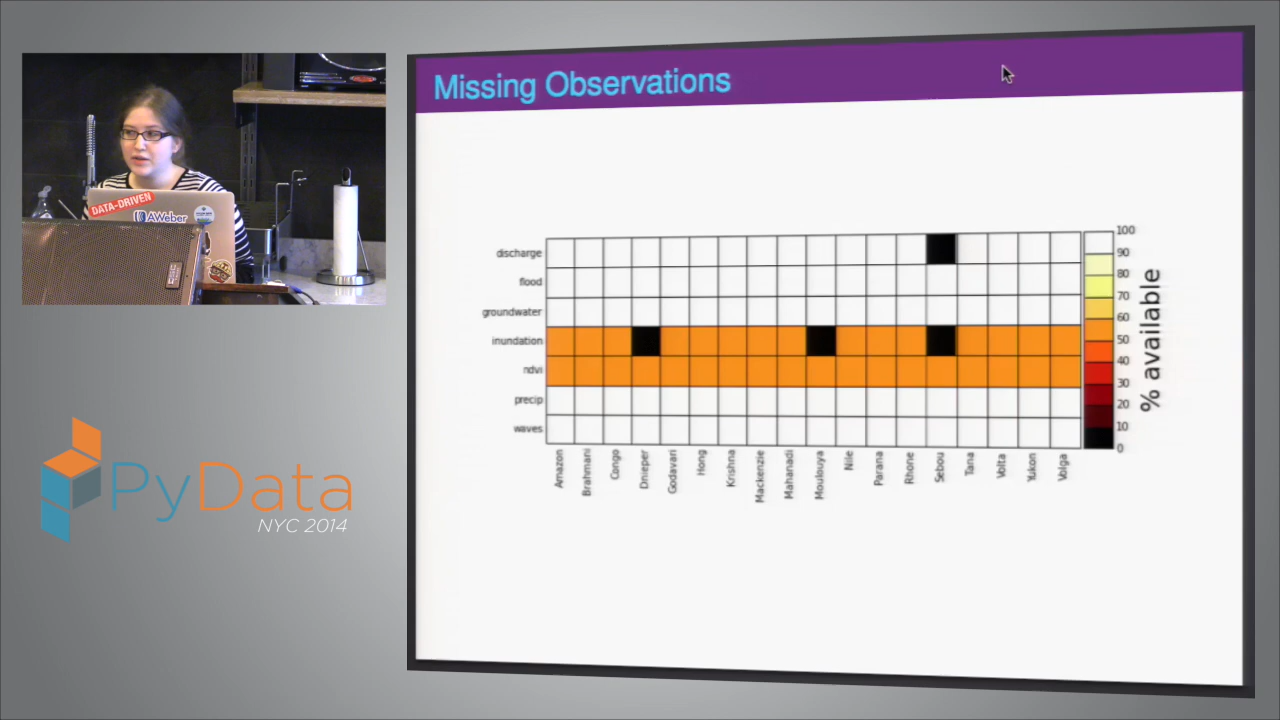 Missing Observations
DATA-DRIVEN
AWeber
discharge
flood
groundwater
inundation
ndvi
precip
waves
Amazon
Brahmani
Congo
Dnieper
Godavari
Hong
Krishna
Mackenzie
Mahanadi
Moulouya
Nile
Parana
Rhone
Sebou
Tana
Volta
Yukon
Volga
100
90
80
70
60
50
40
30
20
10
0
% available
PyData
NYC 2014